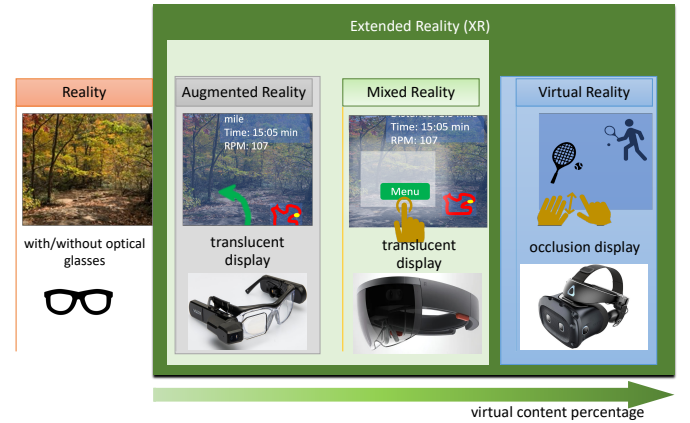 Extended Reality (XR)
Reality
Augmented Reality
Mixed Reality
Virtual Reality
mile
Time: 15:05 min
RPM: 107
Time: 15:05 min
RPM: 107
Menu
with/without optical
glasses
translucent
display
translucent
display
occlusion display
virtual content percentage